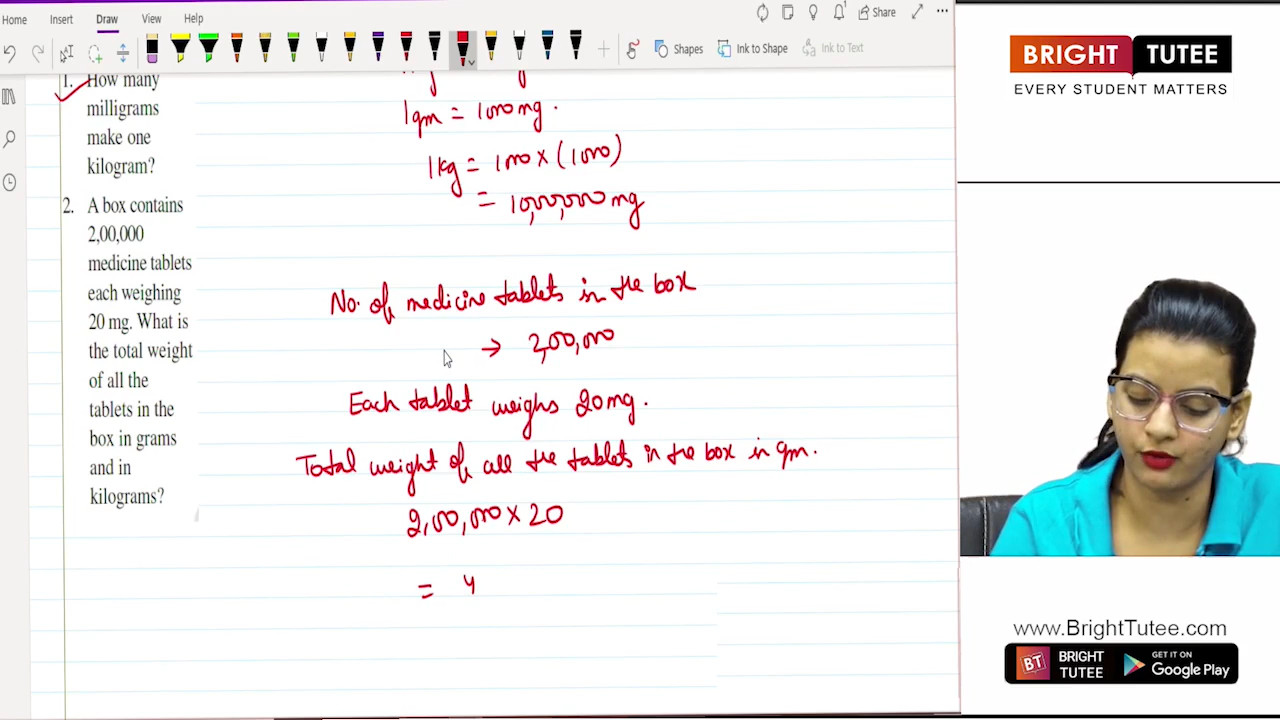 Home Insert Draw View Help
Share
Shapes Ink to Shape Ink to Text
BRIGHT TUTEE
EVERY STUDENT MATTERS
1. How many
milligrams
make one
kilogram?
2. A box contains
2,00,000
medicine tablets
each weighing
20 mg. What is
the total weight
of all the
tablets in the
box in grams
and in
kilograms?
1gm = 1000mg.
1kg = 1000 × (1000)
= 10,00,000 mg
No. of medicine tablets in the box
→ 2,00,000
Each tablet weighs 20mg.
Total weight of all the tablets in the box in gm.
2,00,000 × 20
= 4
www.BrightTutee.com
BT BRIGHT TUTEE
GET IT ON Google Play